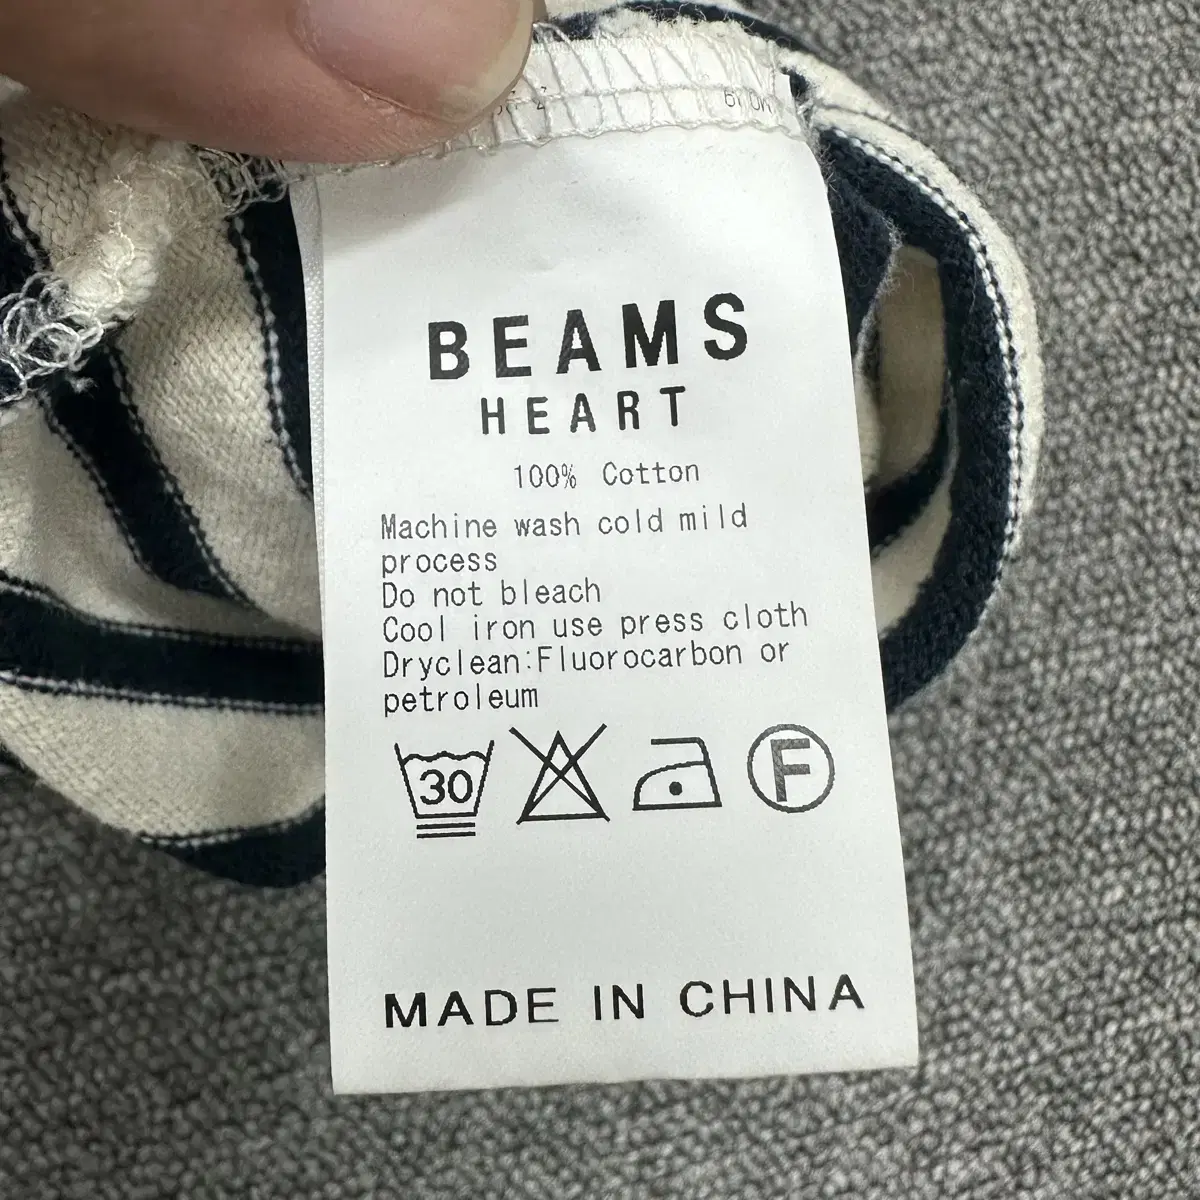 BEAMS
HEART
100% Cotton
Machine wash cold mild
process
Do not bleach
Cool iron use press cloth
Dryclean:Fluorocarbon or
petroleum
30
F
MADE IN CHINA